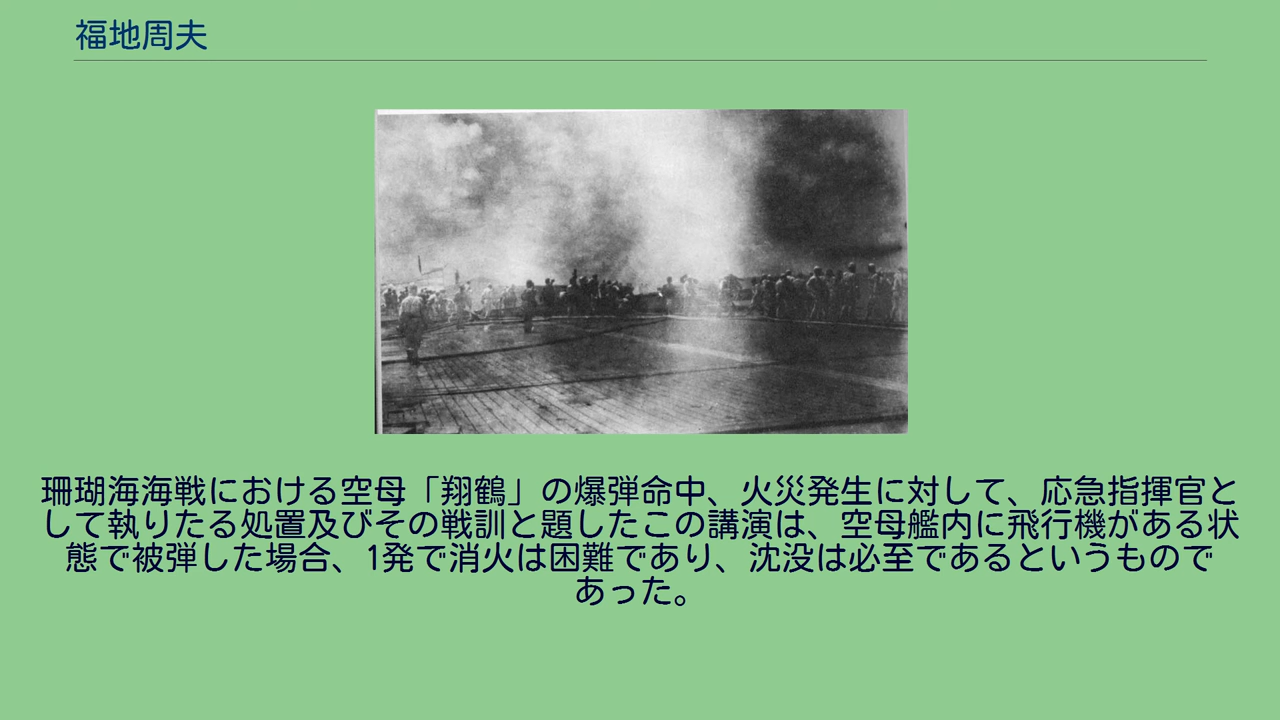 福地周夫
珊瑚海海戦における空母「翔鶴」の爆弾命中、火災発生に対して、応急指揮官と
して執りたる処置及びその戦訓と題したこの講演は、空母艦内に飛行機がある状
態で被弾した場合、1発で消火は困難であり、沈没は必至であるというもので
あった。